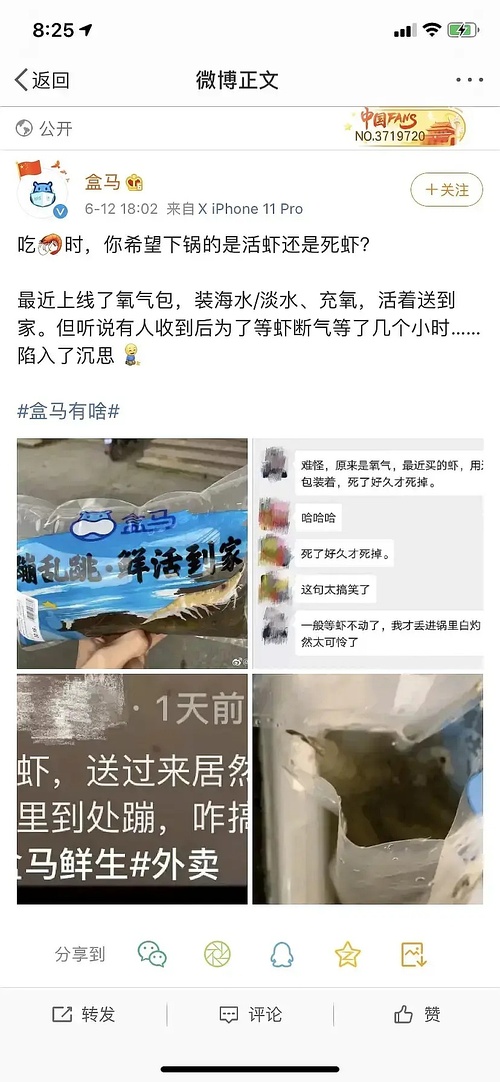 8:25
返回
微博正文
公开
中国FANS
NO.3719720
盒马
+关注
6-12 18:02 来自X iPhone 11 Pro
吃🦐时，你希望下锅的是活虾还是死虾？
最近上线了氧气包，装海水/淡水、充氧，活着送到
家。但听说有人收到后为了等虾断气等了几个小时……
陷入了沉思
#盒马有啥#
盒马
蹦乱跳·鲜活到家
难怪，原来是氧气，最近买的虾，用
包装着，死了好久才死掉。
哈哈哈
死了好久才死掉。
这句太搞笑了
一般等虾不动了，我才丢进锅里白灼
然太可怜了
· 1天前
虾，送过来居然
里到处蹦，咋搞
盒马鲜生#外卖
分享到
转发
评论
赞